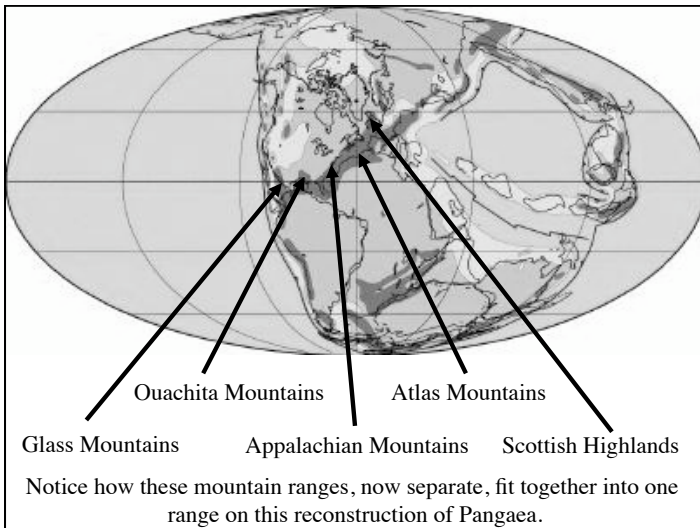 Ouachita Mountains
Atlas Mountains
Glass Mountains
Appalachian Mountains
Scottish Highlands
Notice how these mountain ranges, now separate, fit together into one
range on this reconstruction of Pangaea.